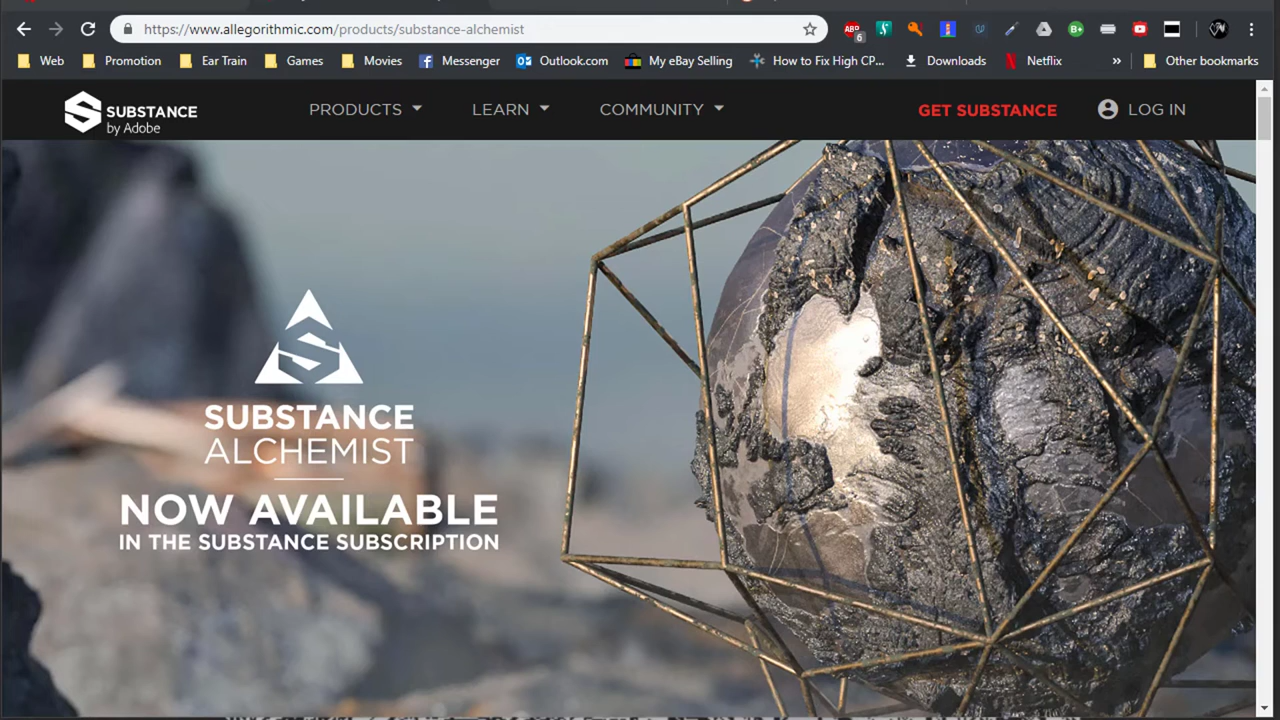 https://www.allegorithmic.com/products/substance-alchemist
ABP
6
B+
Web
Promotion
Ear Train
Games
Movies
Messenger
Outlook.com
My eBay Selling
How to Fix High CP...
Downloads
Netflix
»
Other bookmarks
SUBSTANCE
by Adobe
PRODUCTS
LEARN
COMMUNITY
GET SUBSTANCE
LOG IN
SUBSTANCE
ALCHEMIST
NOW AVAILABLE
IN THE SUBSTANCE SUBSCRIPTION